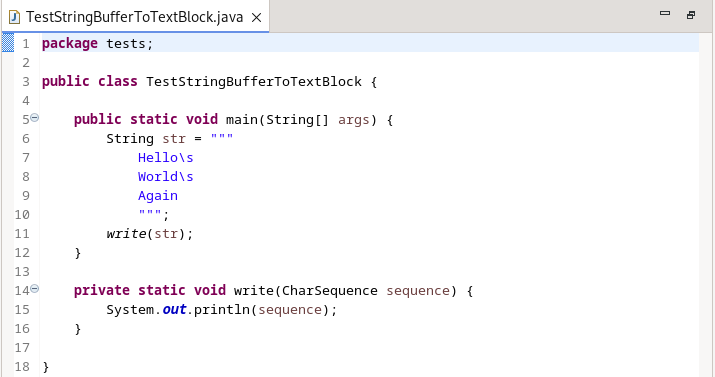 TestStringBufferToTextBlock.java
1 package tests;
2
3 public class TestStringBufferToTextBlock {
4
5 public static void main(String[] args) {
6 String str = """
7 Hello\s
8 World\s
9 Again
10 """;
11 write(str);
12 }
13
14 private static void write(CharSequence sequence) {
15 System.out.println(sequence);
16 }
17
18 }